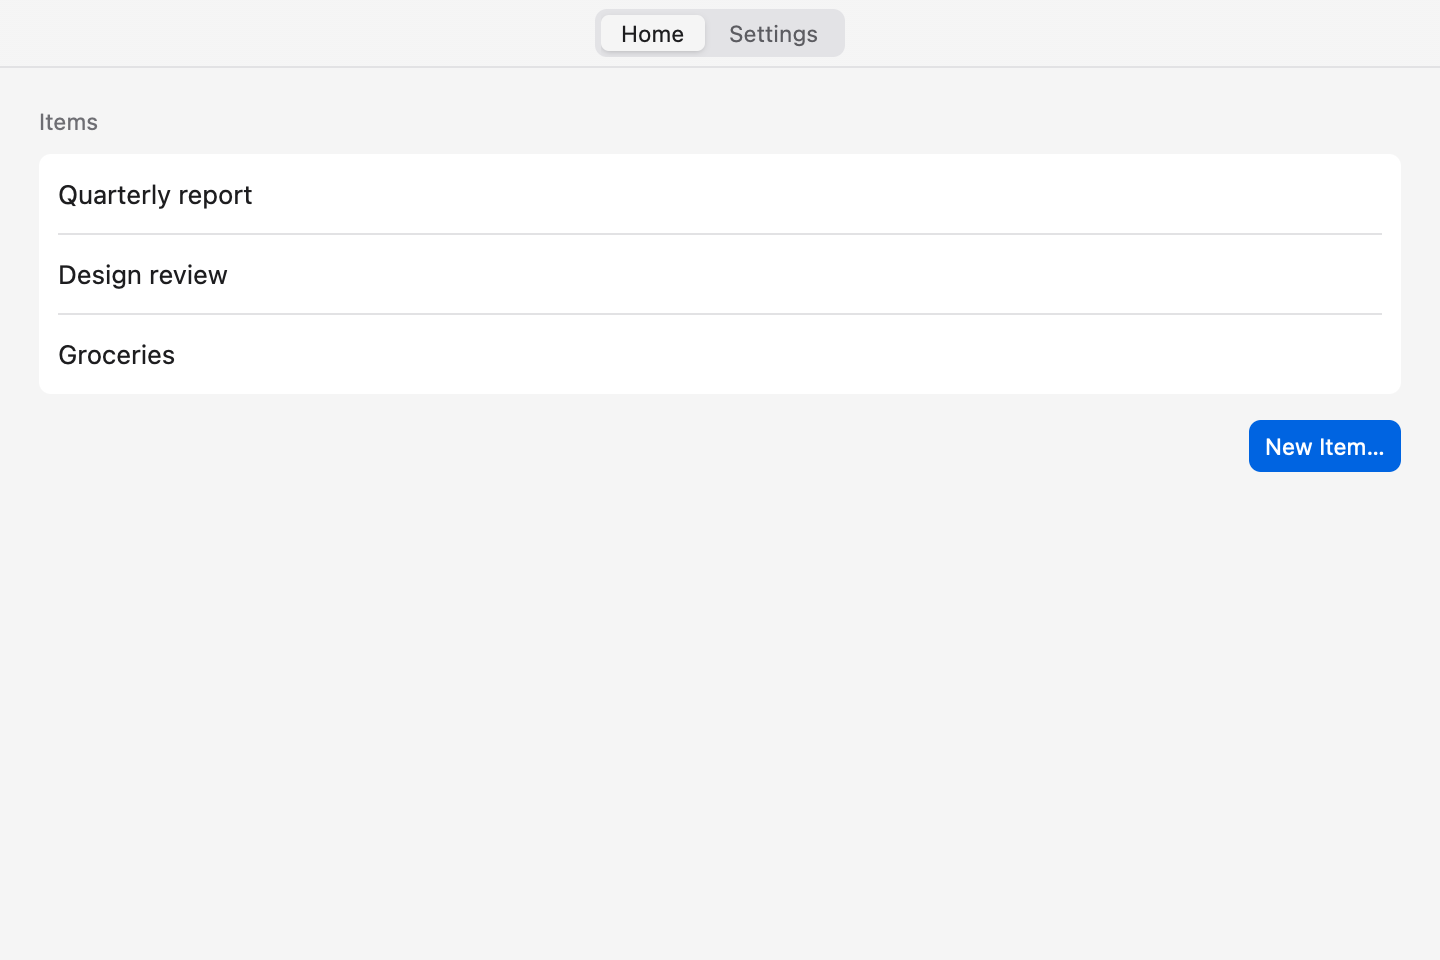 Home Settings
Items
Quarterly report
Design review
Groceries
New Item...